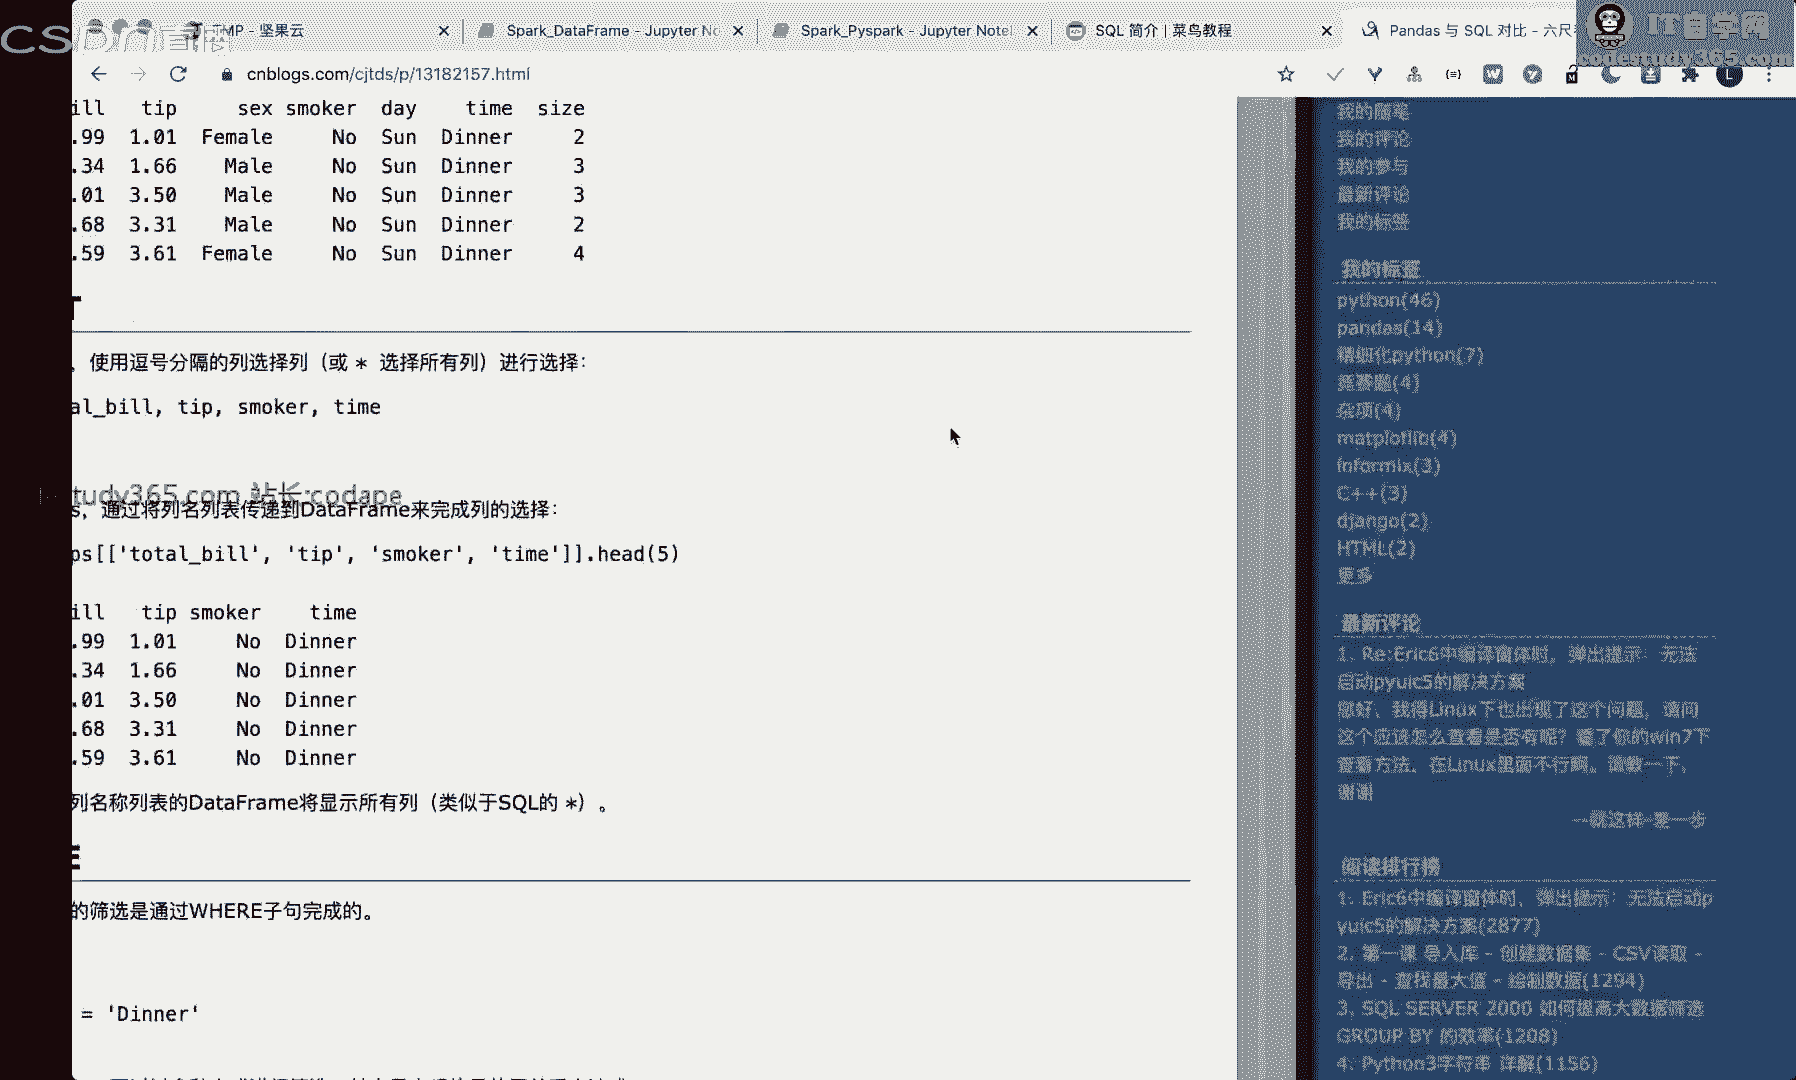 MP - 坚果云
Spark_DataFrame - Jupyter No
Spark_Pyspark - Jupyter Note
SQL 简介 | 菜鸟教程
Pandas 与 SQL 对比 - 六尺
IT自学网
codestudy365.com
cnblogs.com/cjtds/p/13182157.html
ill tip sex smoker day time size
.99 1.01 Female No Sun Dinner 2
.34 1.66 Male No Sun Dinner 3
.01 3.50 Male No Sun Dinner 3
.68 3.31 Male No Sun Dinner 2
.59 3.61 Female No Sun Dinner 4
T
，使用逗号分隔的列选择列（或 * 选择所有列）进行选择：
al_bill, tip, smoker, time
tudy365.com 站长:codape
s，通过将列名列表传递到DataFrame来完成列的选择：
ps[['total_bill', 'tip', 'smoker', 'time']].head(5)
ill tip smoker time
.99 1.01 No Dinner
.34 1.66 No Dinner
.01 3.50 No Dinner
.68 3.31 No Dinner
.59 3.61 No Dinner
列名称列表的DataFrame将显示所有列（类似于SQL的 *）。
E
的筛选是通过WHERE子句完成的。
= 'Dinner'
我的随笔
我的评论
我的参与
最新评论
我的标签
我的标签
python(46)
pandas(14)
精细化python(7)
杂项(4)
matplotlib(4)
informix(3)
C++(3)
django(2)
HTML(2)
更多
最新评论
1. Re:Eric6中编译窗体时，弹出提示：无法
启动pyuic5的解决方案
您好、我得Linux下也出现了这个问题，请问
这个应该怎么查看是否有呢？看了你的win7下
查看方法，在Linux里面不行啊。请教一下，
谢谢
阅读排行榜
1. Eric6中编译窗体时，弹出提示：无法启动p
yuic5的解决方案(2877)
2. 第一课 导入库 - 创建数据集 - CSV读取 -
导出 - 查找最大值 - 绘制数据(1294)
3. SQL SERVER 2000 如何提高大数据筛选
GROUP BY 的效率(1208)
4. Python3字符串 详解(1156)